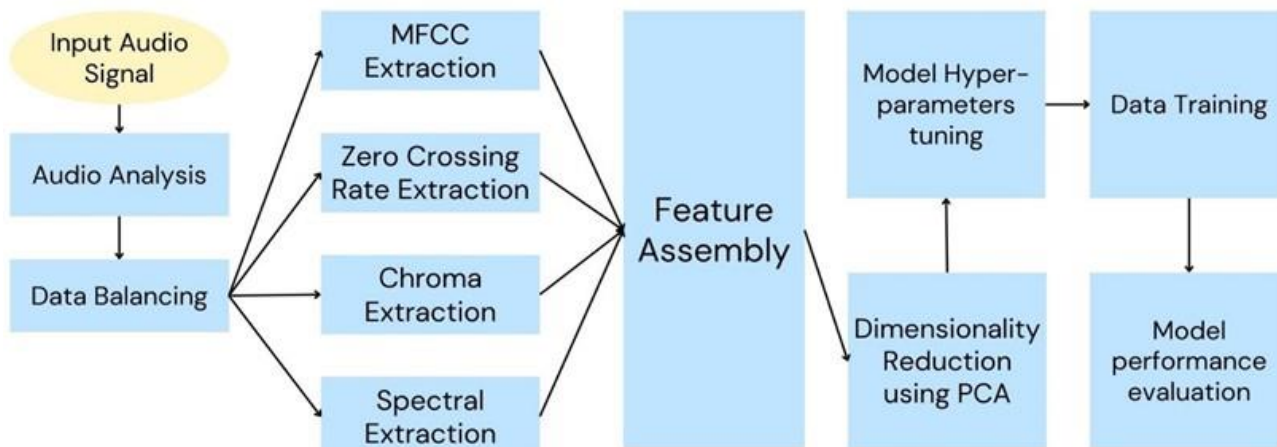 Input Audio
Signal
Audio Analysis
Data Balancing
MFCC
Extraction
Zero Crossing
Rate Extraction
Chroma
Extraction
Spectral
Extraction
Feature
Assembly
Model Hyper-
parameters
tuning
Data Training
Dimensionality
Reduction
using PCA
Model
performance
evaluation